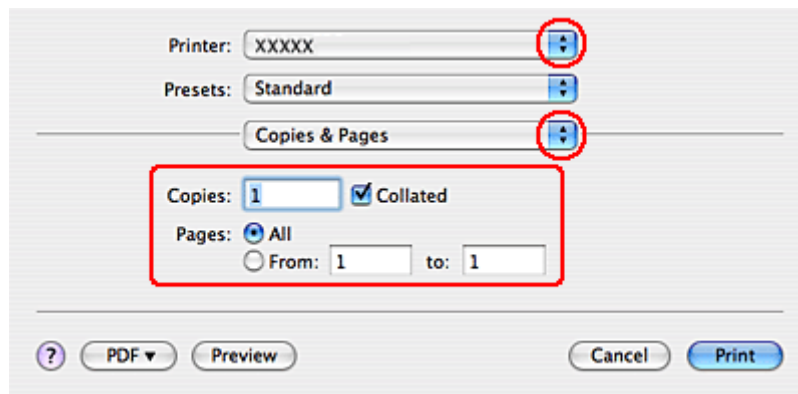 Printer: XXXXX
Presets: Standard
Copies & Pages
Copies: 1 Collated
Pages: All
From: 1 to: 1
? PDF ▼ Preview Cancel Print